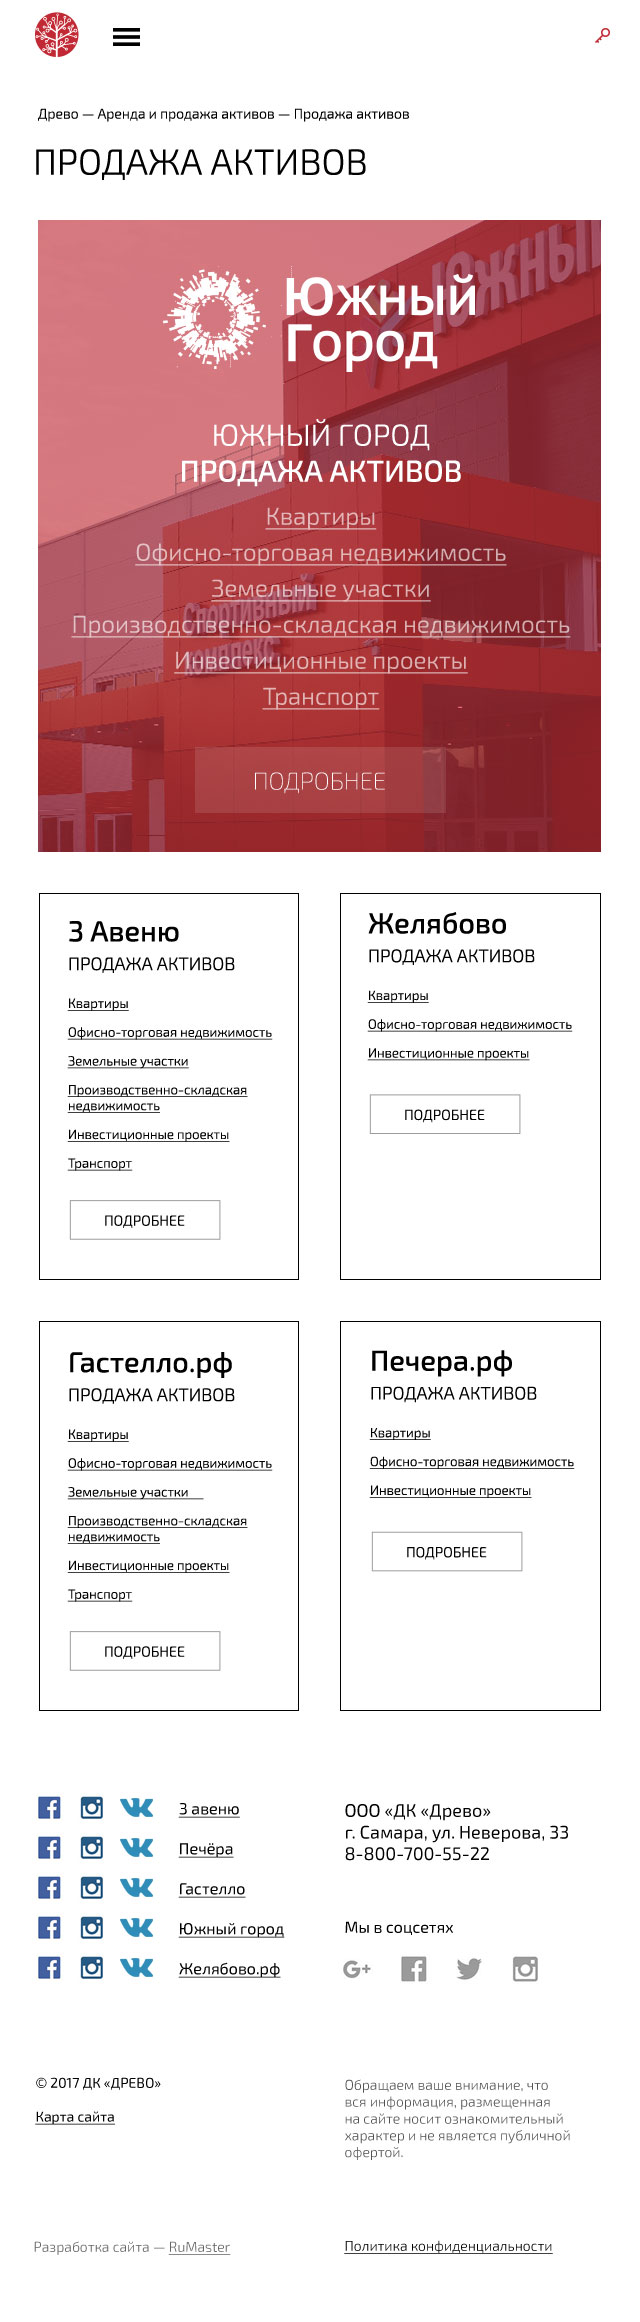 Древо — Аренда и продажа активов — Продажа активов
ПРОДАЖА АКТИВОВ
ЮЖНЫЙ
Южный
Город
ЮЖНЫЙ ГОРОД
ПРОДАЖА АКТИВОВ
Квартиры
Офисно-торговая недвижимость
Земельные участки
Спортивный
Производственно-складская недвижимость
комплекс
Инвестиционные проекты
Транспорт
ПОДРОБНЕЕ
3 Авеню
ПРОДАЖА АКТИВОВ
Квартиры
Офисно-торговая недвижимость
Земельные участки
Производственно-складская
недвижимость
Инвестиционные проекты
Транспорт
ПОДРОБНЕЕ
Желябово
ПРОДАЖА АКТИВОВ
Квартиры
Офисно-торговая недвижимость
Инвестиционные проекты
ПОДРОБНЕЕ
Гастелло.рф
ПРОДАЖА АКТИВОВ
Квартиры
Офисно-торговая недвижимость
Земельные участки
Производственно-складская
недвижимость
Инвестиционные проекты
Транспорт
ПОДРОБНЕЕ
Печера.рф
ПРОДАЖА АКТИВОВ
Квартиры
Офисно-торговая недвижимость
Инвестиционные проекты
ПОДРОБНЕЕ
3 авеню
Печёра
Гастелло
Южный город
Желябово.рф
ООО «ДК «Древо»
г. Самара, ул. Неверова, 33
8-800-700-55-22
Мы в соцсетях
© 2017 ДК «ДРЕВО»
Карта сайта
Обращаем ваше внимание, что
вся информация, размещенная
на сайте носит ознакомительный
характер и не является публичной
офертой.
Разработка сайта — RuMaster
Политика конфиденциальности